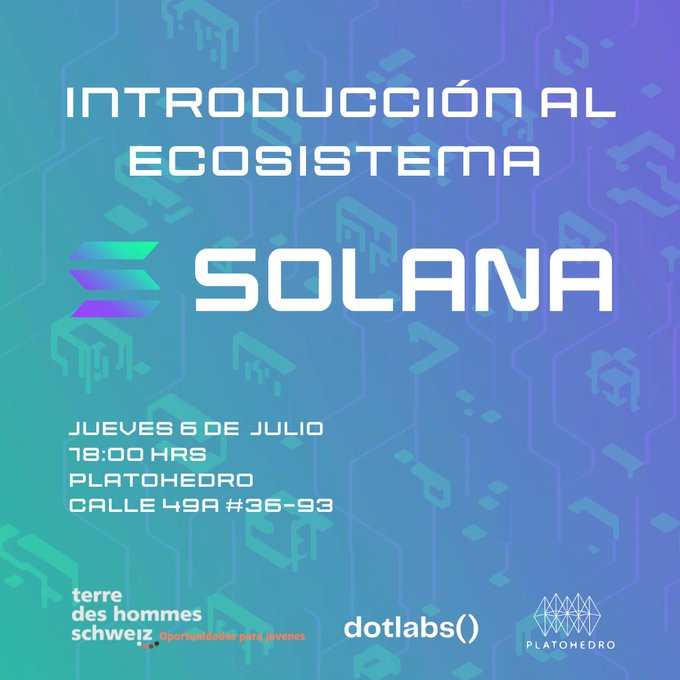 INTRODUCCIÓN AL
ECOSISTEMA
SOLANA
JUEVES 6 DE JULIO
18:00 HRS
PLATOHEDRO
CALLE 49A #36-93
terre
des hommes
schweiz Oportunidades para jovenes
dotlabs()
PLATOHEDRO